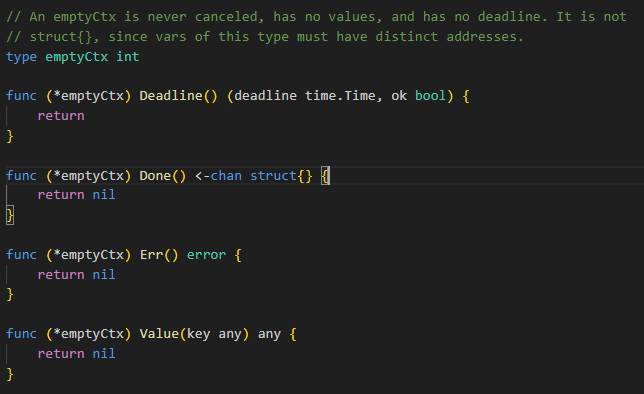 // An emptyCtx is never canceled, has no values, and has no deadline. It is not
// struct{}, since vars of this type must have distinct addresses.
type emptyCtx int

func (*emptyCtx) Deadline() (deadline time.Time, ok bool) {
    return
}

func (*emptyCtx) Done() <-chan struct{} {
    return nil
}

func (*emptyCtx) Err() error {
    return nil
}

func (*emptyCtx) Value(key any) any {
    return nil
}